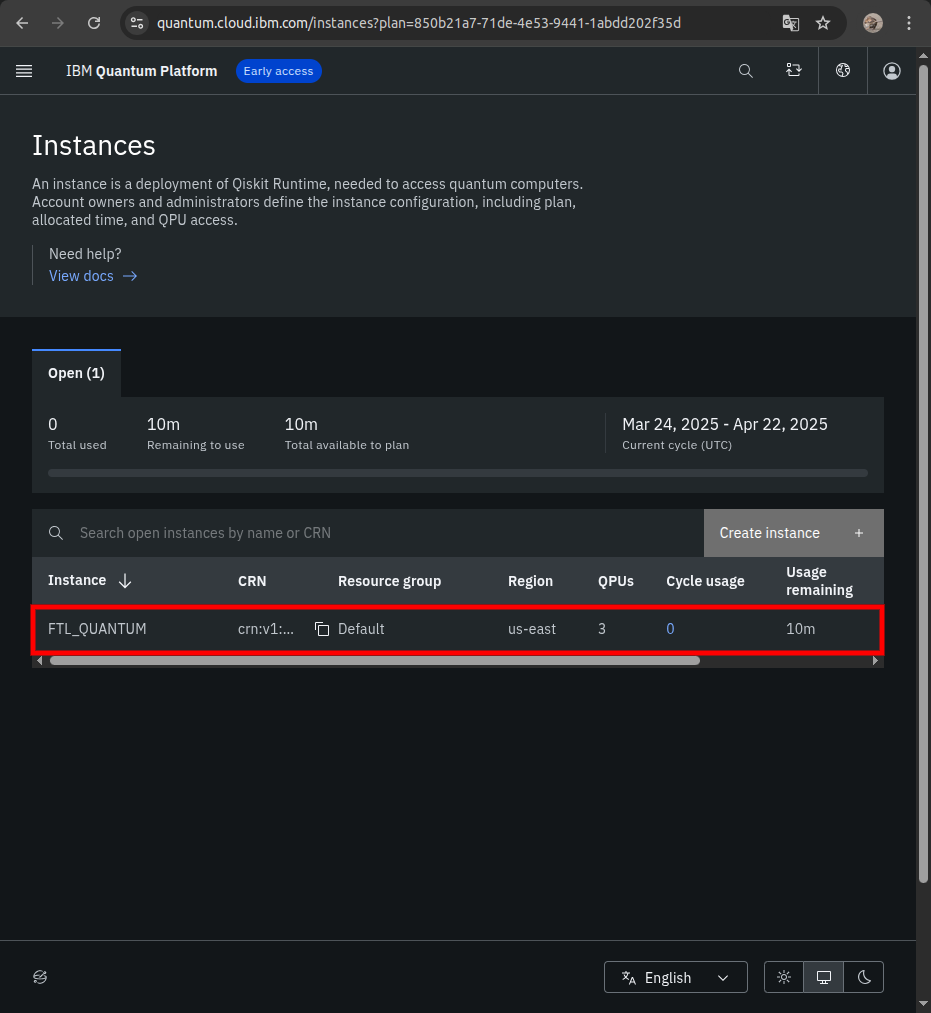 quantum.cloud.ibm.com/instances?plan=850b21a7-71de-4e53-9441-1abdd202f35d
IBM Quantum Platform Early access
Instances
An instance is a deployment of Qiskit Runtime, needed to access quantum computers.
Account owners and administrators define the instance configuration, including plan,
allocated time, and QPU access.
Need help?
View docs →
Open (1)
0 10m 10m Mar 24, 2025 - Apr 22, 2025
Total used Remaining to use Total available to plan Current cycle (UTC)
Search open instances by name or CRN Create instance +
Instance ↓ CRN Resource group Region QPUs Cycle usage Usage remaining
FTL_QUANTUM crn:v1:... Default us-east 3 0 10m
English